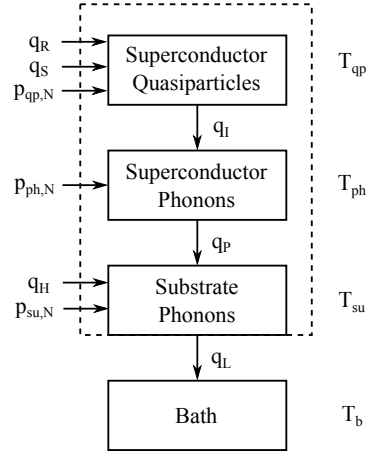 q_R
q_S
p_qp,N
Superconductor
Quasiparticles
T_qp
q_I
p_ph,N
Superconductor
Phonons
T_ph
q_P
q_H
p_su,N
Substrate
Phonons
T_su
q_L
Bath
T_b